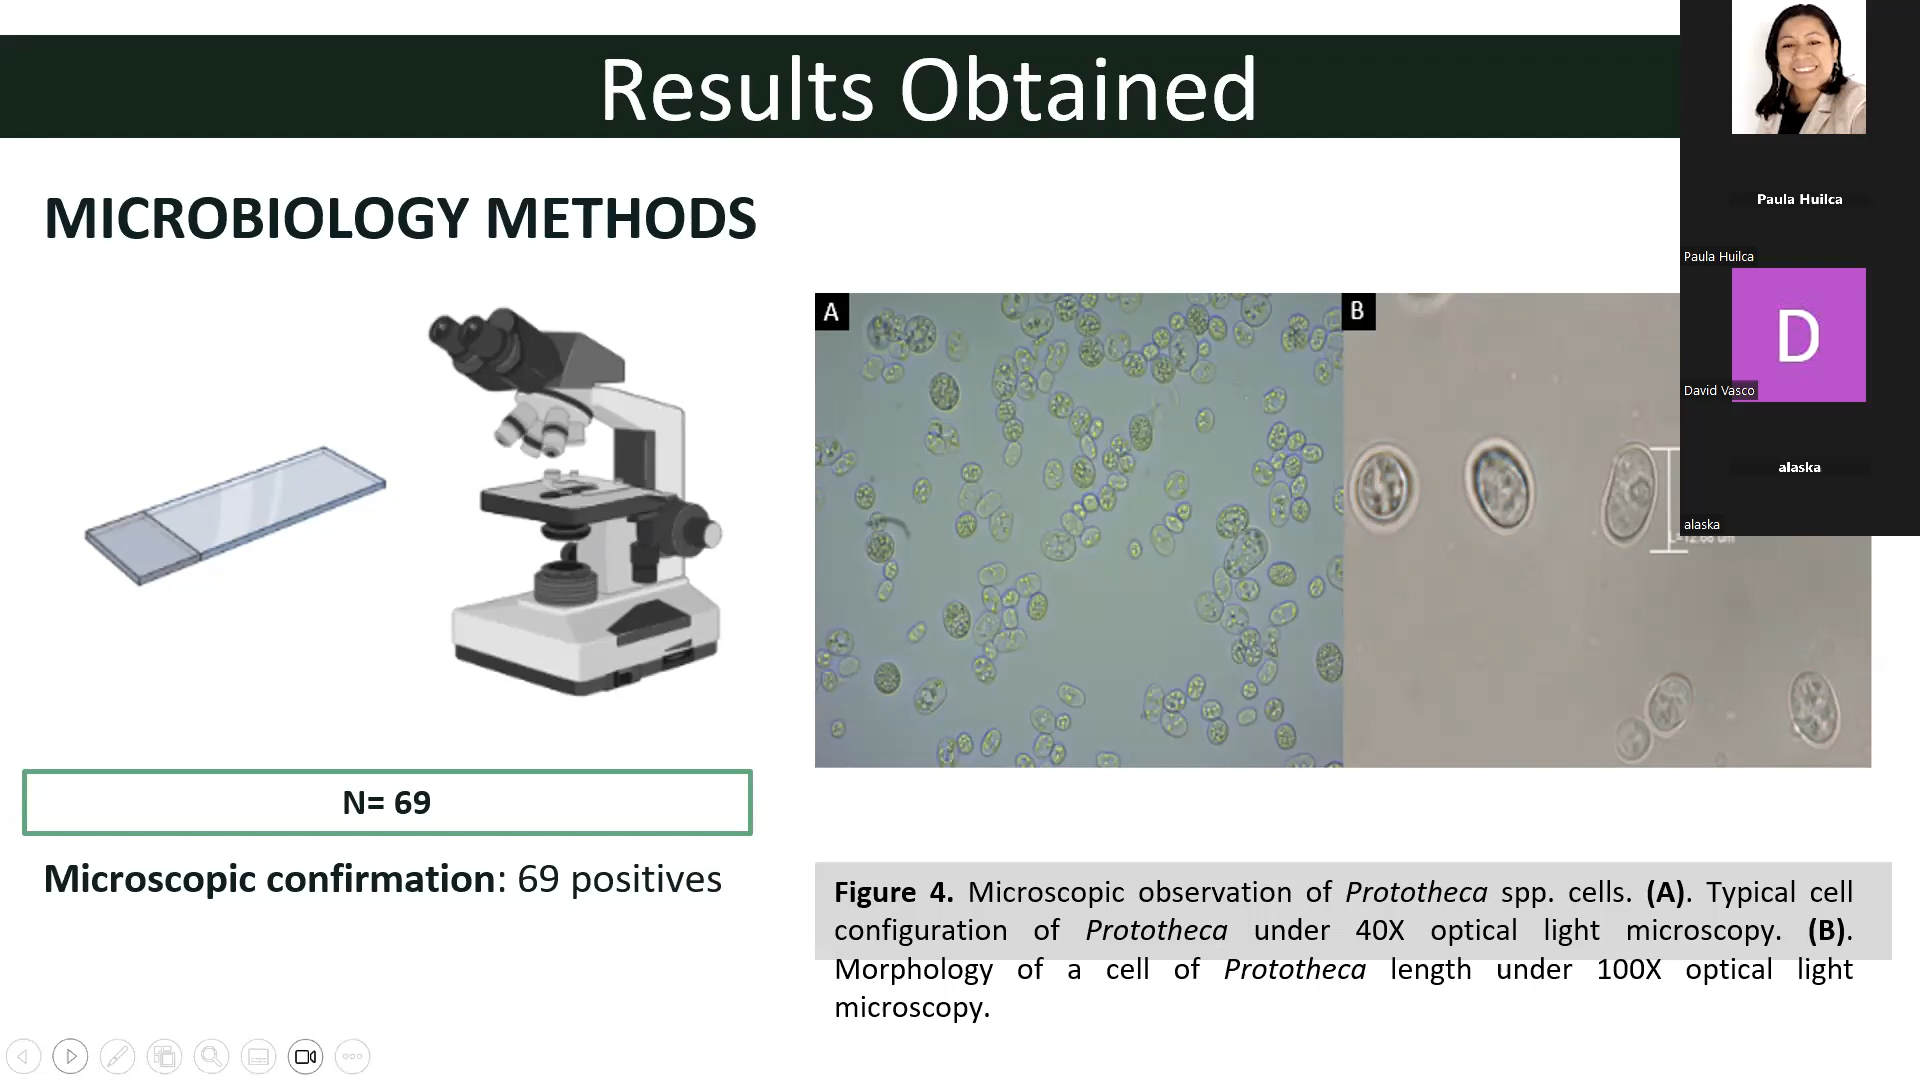 Results Obtained
MICROBIOLOGY METHODS
A
B
N= 69
Microscopic confirmation: 69 positives
Figure 4. Microscopic observation of Prototheca spp. cells. (A). Typical cell
configuration of Prototheca under 40X optical light microscopy. (B).
Morphology of a cell of Prototheca length under 100X optical light
microscopy.
Paula Huilca
Paula Huilca
D
David Vasco
alaska
alaska